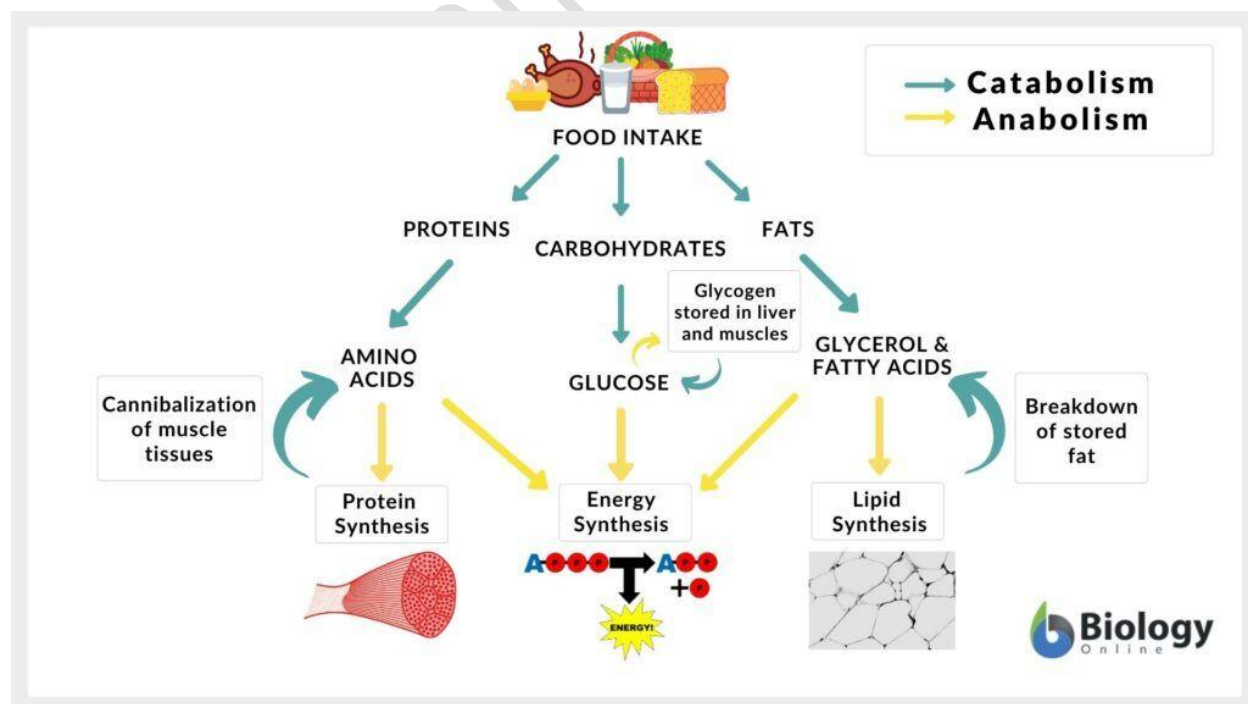 Catabolism
Anabolism
FOOD INTAKE
PROTEINS
CARBOHYDRATES
FATS
Glycogen
stored in liver
and muscles
AMINO
ACIDS
GLUCOSE
GLYCEROL &
FATTY ACIDS
Cannibalization
of muscle
tissues
Breakdown
of stored
fat
Protein
Synthesis
Energy
Synthesis
Lipid
Synthesis
A P P P A P P
+ P
ENERGY!
Biology
Online